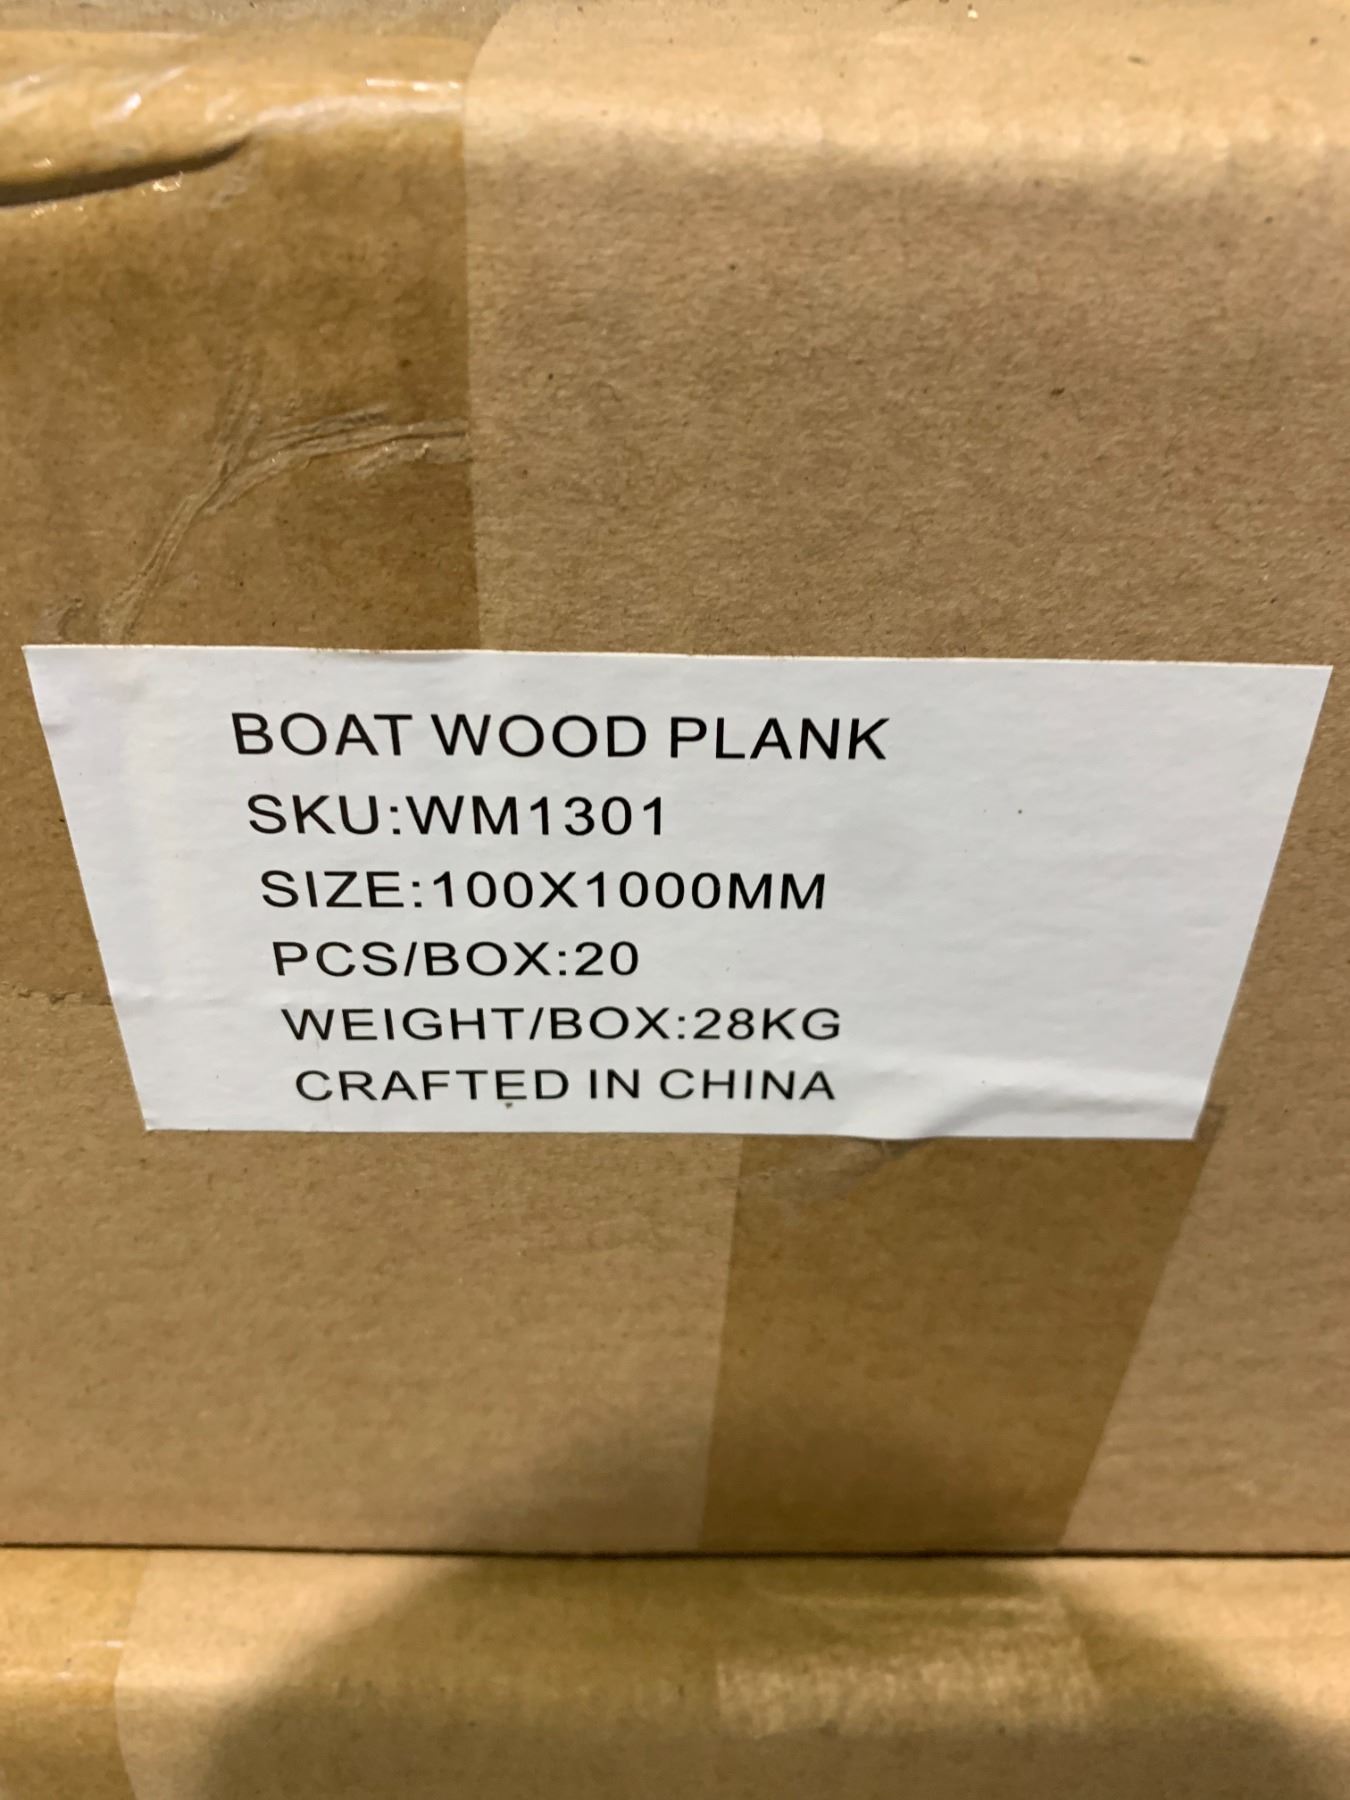 BOAT WOOD PLANK
SKU:WM1301
SIZE:100X1000MM
PCS/BOX:20
WEIGHT/BOX:28KG
CRAFTED IN CHINA